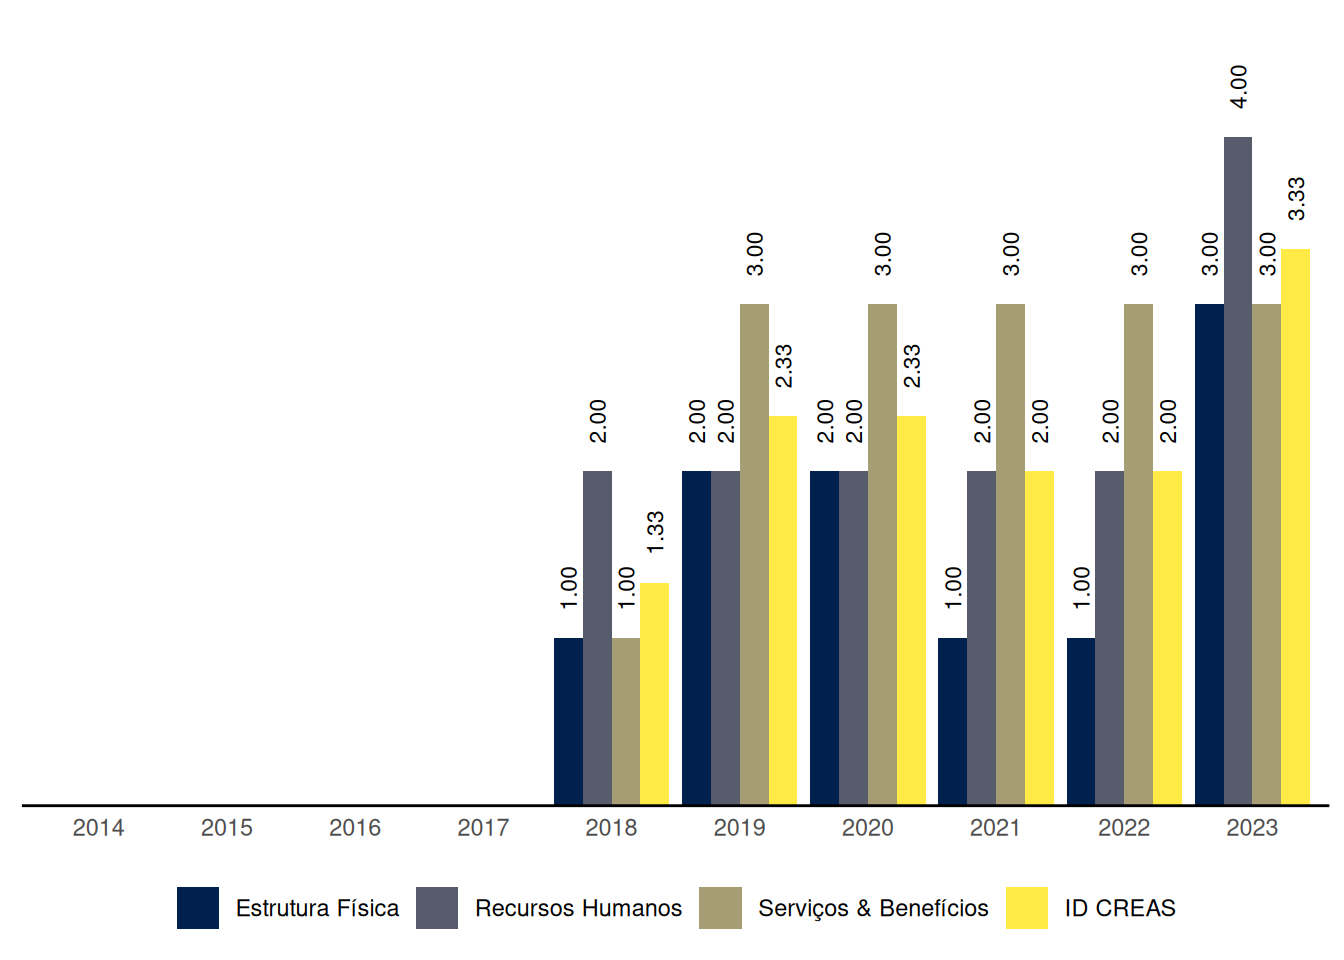 4.00
3.33
3.00 3.00 3.00 3.00 3.00 3.00
2.33 2.33
2.00 2.00 2.00 2.00 2.00 2.00 2.00 2.00 2.00
1.33
1.00 1.00 1.00 1.00
2014 2015 2016 2017 2018 2019 2020 2021 2022 2023
Estrutura Física Recursos Humanos Serviços & Benefícios ID CREAS